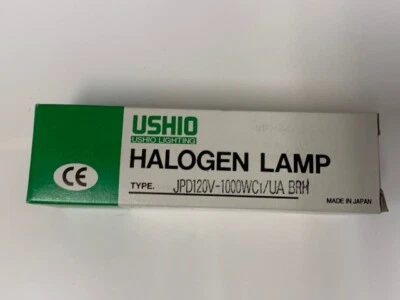 USHIO
USHIO LIGHTING
HALOGEN LAMP
TYPE. JPD120V-1000WC1/UA BRH
MADE IN JAPAN
CE